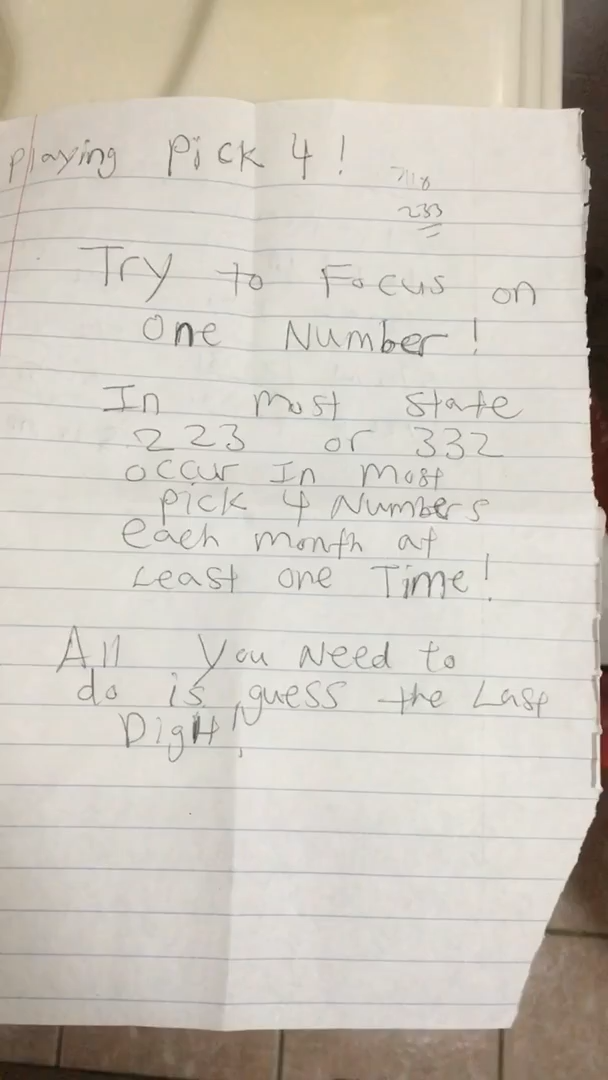 playing Pick 4!
233
Try to Focus on
One Number!
In most state
223 or 332
occur In most
pick 4 Numbers
each month at
Least one Time!
All You Need to
do is guess the Last
Digit!